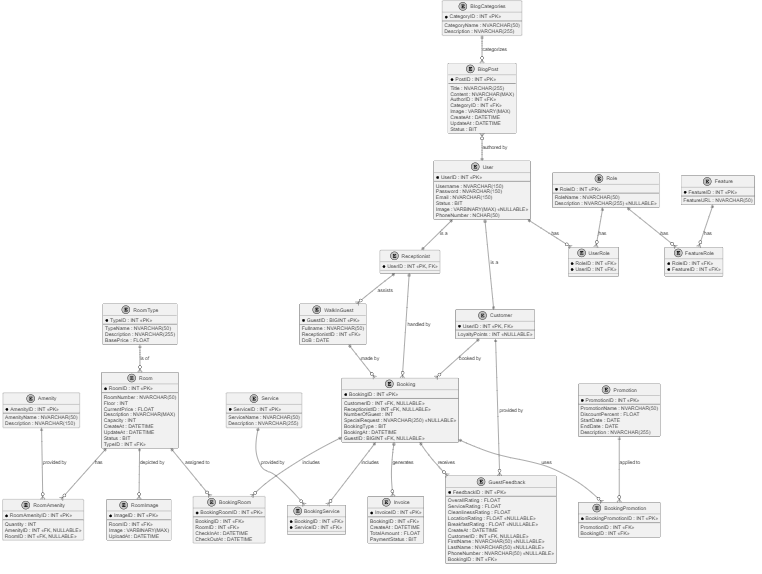 BlogCategories
CategoryID : INT «PK»
CategoryName : NVARCHAR(50)
Description : NVARCHAR(255)
categorizes
BlogPost
PostID : INT «PK»
Title : NVARCHAR(255)
Content : NVARCHAR(MAX)
AuthorID : INT «FK»
CategoryID : INT «FK»
Image : VARBINARY(MAX)
CreateAt : DATETIME
UpdateAt : DATETIME
Status : BIT
authored by
User
UserID : INT «PK»
Username : NVARCHAR(150)
Password : NVARCHAR(150)
Email : NVARCHAR(150)
Status : BIT
Image : VARBINARY(MAX) «NULLABLE»
PhoneNumber : NCHAR(50)
Role
RoleID : INT «PK»
RoleName : NVARCHAR(50)
Description : NVARCHAR(255) «NULLABLE»
Feature
FeatureID : INT «PK»
FeatureURL : NVARCHAR(50)
is a
is a
has
has
has
has
Receptionist
UserID : INT «PK, FK»
UserRole
RoleID : INT «FK»
UserID : INT «FK»
FeatureRole
RoleID : INT «FK»
FeatureID : INT «FK»
assists
handled by
RoomType
TypeID : INT «PK»
TypeName : NVARCHAR(50)
Description : NVARCHAR(255)
BasePrice : FLOAT
WalkinGuest
GuestID : BIGINT «PK»
Fullname : NVARCHAR(50)
ReceptionistID : INT «FK»
DoB : DATE
Customer
UserID : INT «PK, FK»
LoyaltyPoints : INT «NULLABLE»
is of
made by
booked by
provided by
Room
RoomID : INT «PK»
RoomNumber : NVARCHAR(50)
Floor : INT
CurrentPrice : FLOAT
Description : NVARCHAR(MAX)
Capacity : INT
CreateAt : DATETIME
UpdateAt : DATETIME
Status : BIT
TypeID : INT «FK»
Booking
BookingID : INT «PK»
CustomerID : INT «FK, NULLABLE»
ReceptionistID : INT «FK, NULLABLE»
NumberOfGuest : INT
SpecialRequest : NVARCHAR(250) «NULLABLE»
BookingType : BIT
BookingAt : DATETIME
GuestID : BIGINT «FK, NULLABLE»
Amenity
AmenityID : INT «PK»
AmenityName : NVARCHAR(50)
Description : NVARCHAR(150)
Service
ServiceID : INT «PK»
ServiceName : NVARCHAR(50)
Description : NVARCHAR(255)
Promotion
PromotionID : INT «PK»
PromotionName : NVARCHAR(50)
DiscountPercent : FLOAT
StartDate : DATE
EndDate : DATE
Description : NVARCHAR(255)
provided by
has
depicted by
assigned to
provided by
includes
includes
generates
receives
uses
applied to
RoomAmenity
RoomAmenityID : INT «PK»
Quantity : INT
AmenityID : INT «FK, NULLABLE»
RoomID : INT «FK, NULLABLE»
RoomImage
ImageID : INT «PK»
RoomID : INT «FK»
Image : VARBINARY(MAX)
UploadAt : DATETIME
BookingRoom
BookingRoomID : INT «PK»
BookingID : INT «FK»
RoomID : INT «FK»
CheckInAt : DATETIME
CheckOutAt : DATETIME
BookingService
BookingID : INT «FK»
ServiceID : INT «FK»
Invoice
InvoiceID : INT «PK»
BookingID : INT «FK»
CreateAt : DATETIME
TotalAmount : FLOAT
PaymentStatus : BIT
GuestFeedback
FeedbackID : INT «PK»
OverallRating : FLOAT
ServiceRating : FLOAT
CleanlinessRating : FLOAT
LocationRating : FLOAT «NULLABLE»
BreakfastRating : FLOAT «NULLABLE»
CreateAt : DATETIME
CustomerID : INT «FK, NULLABLE»
FirstName : NVARCHAR(50) «NULLABLE»
LastName : NVARCHAR(50) «NULLABLE»
PhoneNumber : NVARCHAR(50) «NULLABLE»
BookingID : INT «FK»
BookingPromotion
BookingPromotionID : INT «PK»
PromotionID : INT «FK»
BookingID : INT «FK»